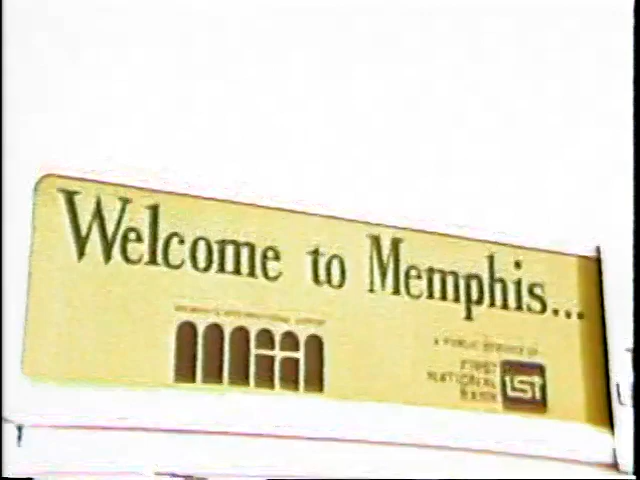 Welcome to Memphis...
A PUBLIC SERVICE OF
FIRST
NATIONAL
BANK
1st